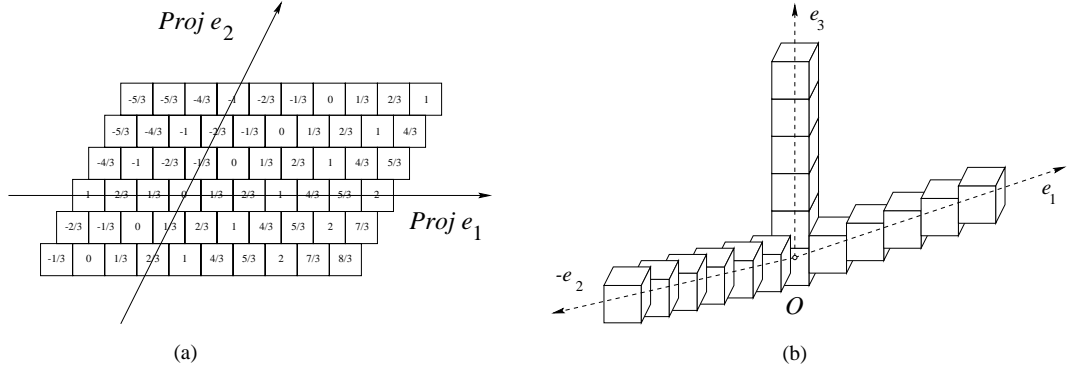 Proj e2
-5/3 -5/3 -4/3 -1 -2/3 -1/3 0 1/3 2/3 1
-5/3 -4/3 -1 -2/3 -1/3 0 1/3 2/3 1 4/3
-4/3 -1 -2/3 -1/3 0 1/3 2/3 1 4/3 5/3
1 2/3 1/3 0 1/3 2/3 1 4/3 5/3 2
Proj e1
-2/3 -1/3 0 1/3 2/3 1 4/3 5/3 2 7/3
-1/3 0 1/3 2/3 1 4/3 5/3 2 7/3 8/3
(a)
e3
e1
-e2
O
(b)